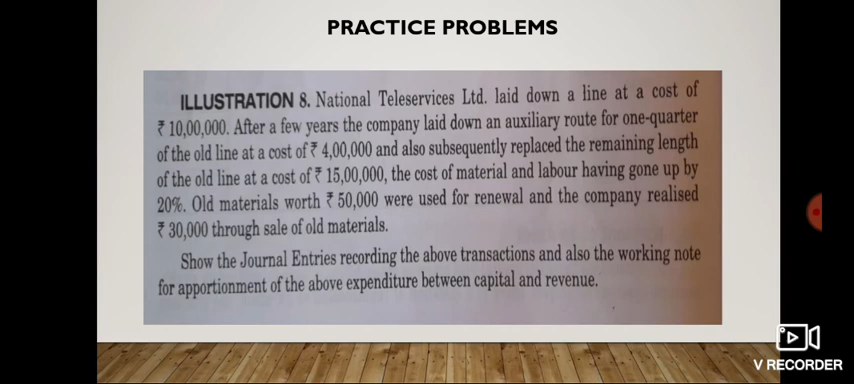 PRACTICE PROBLEMS
ILLUSTRATION 8. National Teleservices Ltd. laid down a line at a cost of
₹ 10,00,000. After a few years the company laid down an auxiliary route for one-quarter
of the old line at a cost of ₹ 4,00,000 and also subsequently replaced the remaining length
of the old line at a cost of ₹ 15,00,000, the cost of material and labour having gone up by
20%. Old materials worth ₹ 50,000 were used for renewal and the company realised
₹ 30,000 through sale of old materials.
Show the Journal Entries recording the above transactions and also the working note
for apportionment of the above expenditure between capital and revenue.
V RECORDER